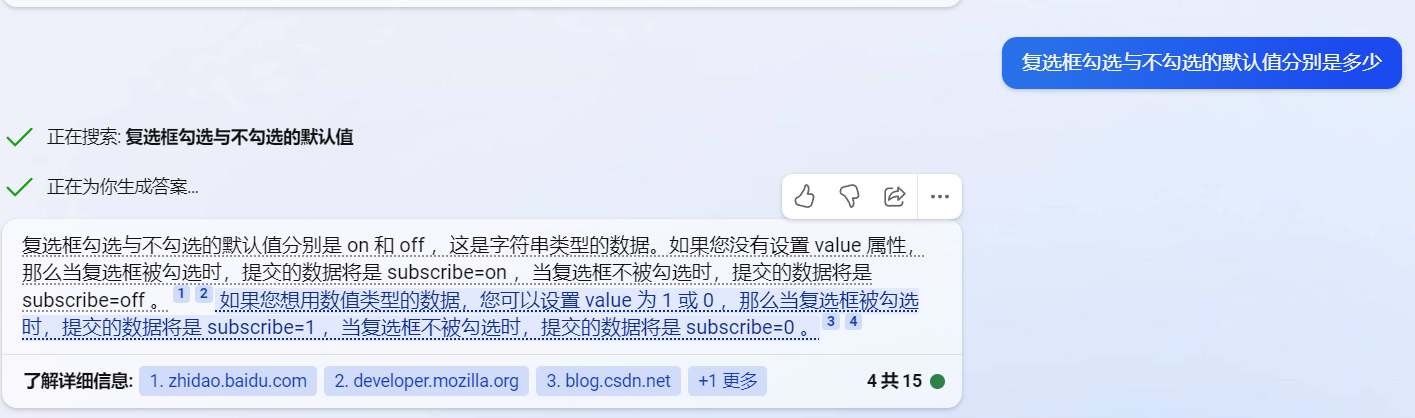 复选框勾选与不勾选的默认值分别是多少
正在搜索: 复选框勾选与不勾选的默认值
正在为你生成答案...
复选框勾选与不勾选的默认值分别是 on 和 off ，这是字符串类型的数据。如果您没有设置 value 属性，
那么当复选框被勾选时，提交的数据将是 subscribe=on ，当复选框不被勾选时，提交的数据将是
subscribe=off 。 1 2 如果您想用数值类型的数据，您可以设置 value 为 1 或 0 ，那么当复选框被勾选
时，提交的数据将是 subscribe=1 ，当复选框不被勾选时，提交的数据将是 subscribe=0 。 3 4
了解详细信息: 1. zhidao.baidu.com 2. developer.mozilla.org 3. blog.csdn.net +1 更多 4 共 15